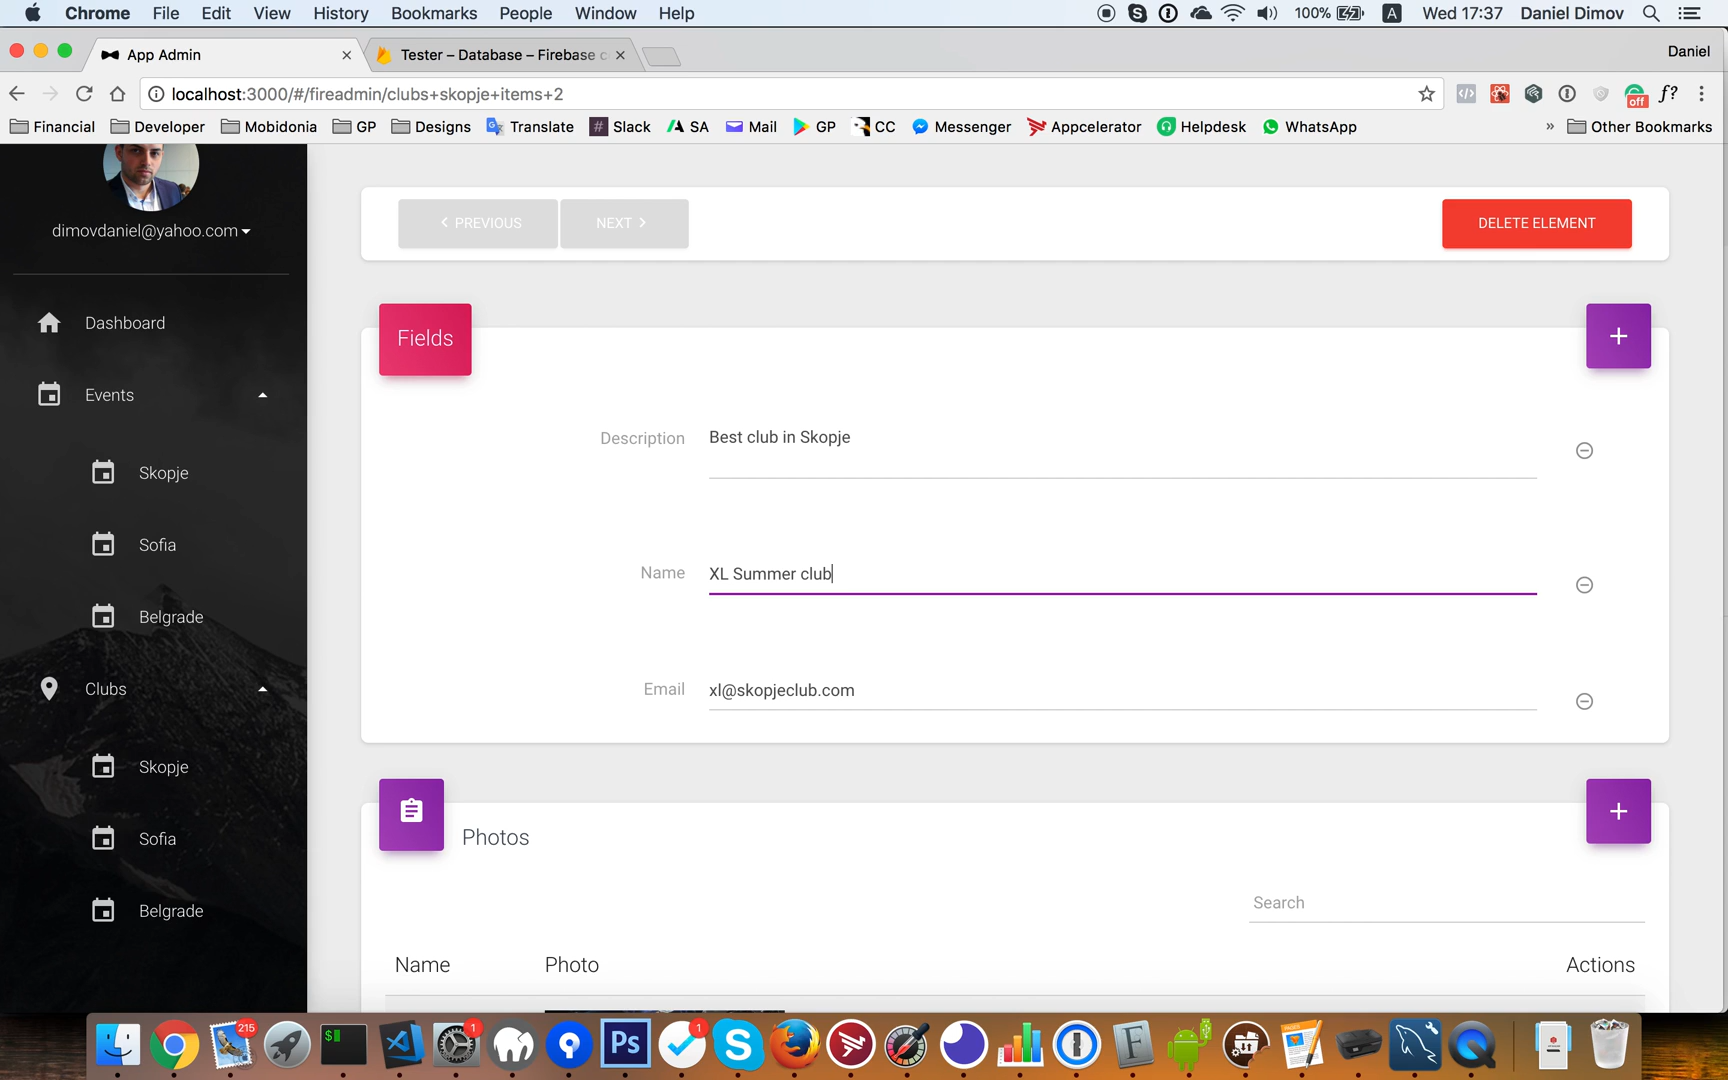 Chrome File Edit View History Bookmarks People Window Help 100% A Wed 17:37 Daniel Dimov
App Admin Tester – Database – Firebase c Daniel
localhost:3000/#/fireadmin/clubs+skopje+items+2 off f?
Financial Developer Mobidonia GP Designs Translate Slack SA Mail GP CC Messenger Appcelerator Helpdesk WhatsApp » Other Bookmarks
dimovdaniel@yahoo.com
Dashboard
Events
Skopje
Sofia
Belgrade
Clubs
Skopje
Sofia
Belgrade
PREVIOUS NEXT DELETE ELEMENT
Fields
Description Best club in Skopje
Name XL Summer club
Email xl@skopjeclub.com
Photos
Search
Name Photo Actions
215 $ 1 Ps 1